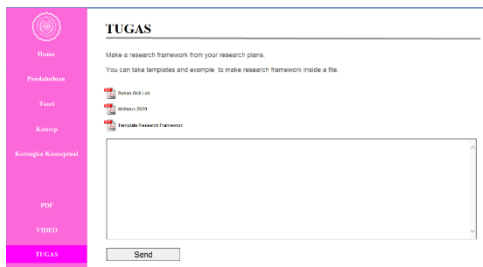 Home
Pendahuluan
Teori
Konsep
Kerangka Konseptual
PDF
VIDEO
TUGAS
TUGAS
Make a research framework from your research plans.
You can take templates and example to make research framework inside a file.
Template Research Framework
Send